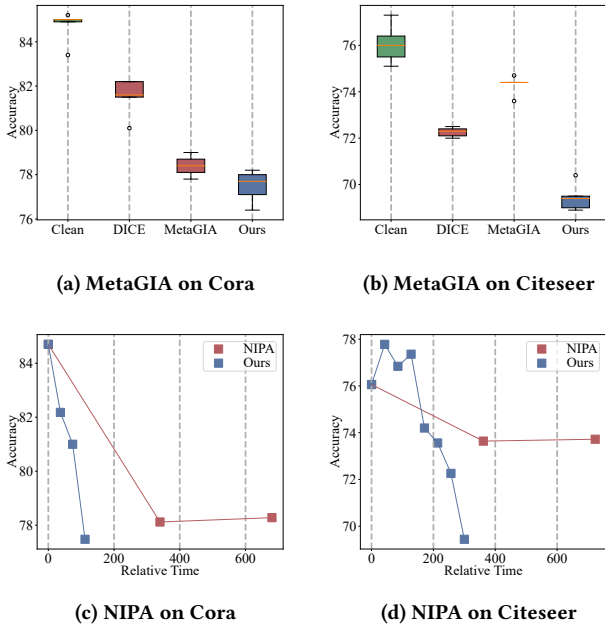 84
82
80
78
76
Accuracy
Clean
DICE
MetaGIA
Ours
(a) MetaGIA on Cora
76
74
72
70
Accuracy
Clean
DICE
MetaGIA
Ours
(b) MetaGIA on Citeseer
84
82
80
78
Accuracy
NIPA
Ours
0
200
400
600
Relative Time
(c) NIPA on Cora
78
76
74
72
70
Accuracy
NIPA
Ours
0
200
400
600
Relative Time
(d) NIPA on Citeseer